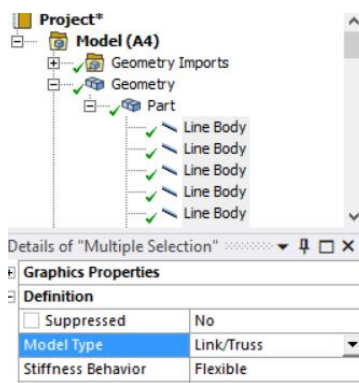 Project*
Model (A4)
Geometry Imports
Geometry
Part
Line Body
Line Body
Line Body
Line Body
Line Body
Details of "Multiple Selection"
Graphics Properties
Definition
Suppressed No
Model Type Link/Truss
Stiffness Behavior Flexible